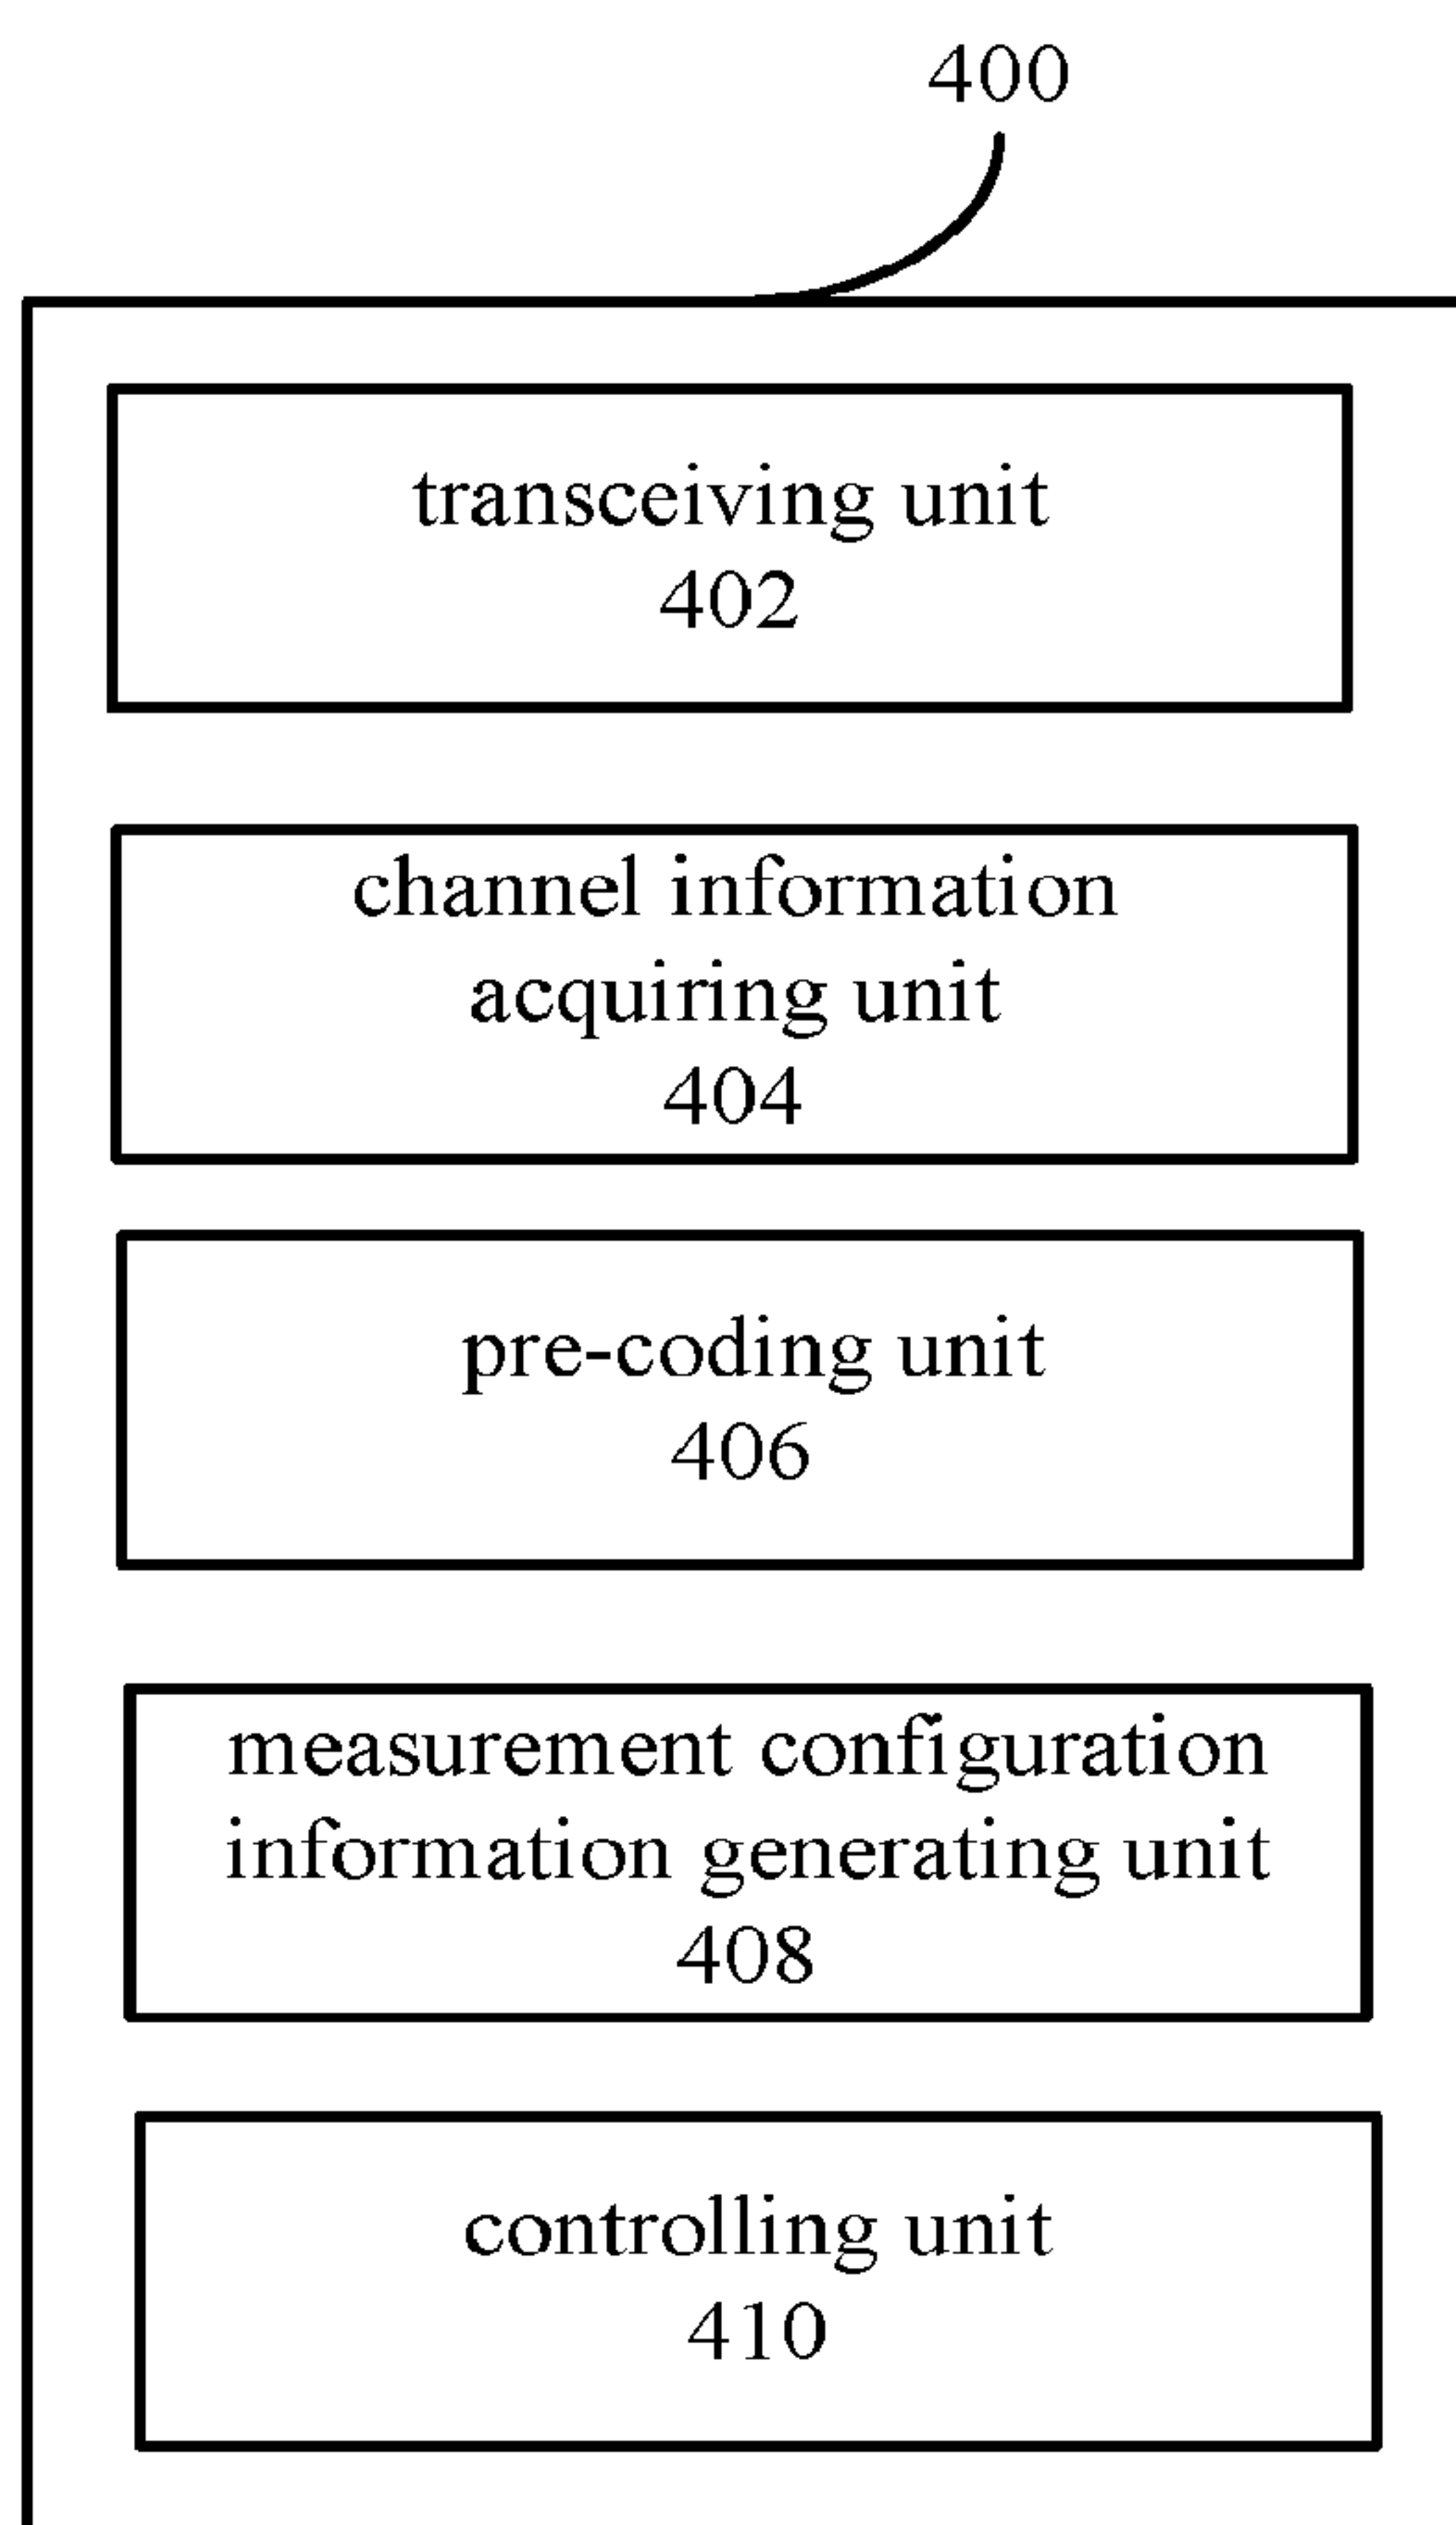 400
transceiving unit
402
channel information
acquiring unit
404
pre-coding unit
406
measurement configuration
information generating unit
408
controlling unit
410